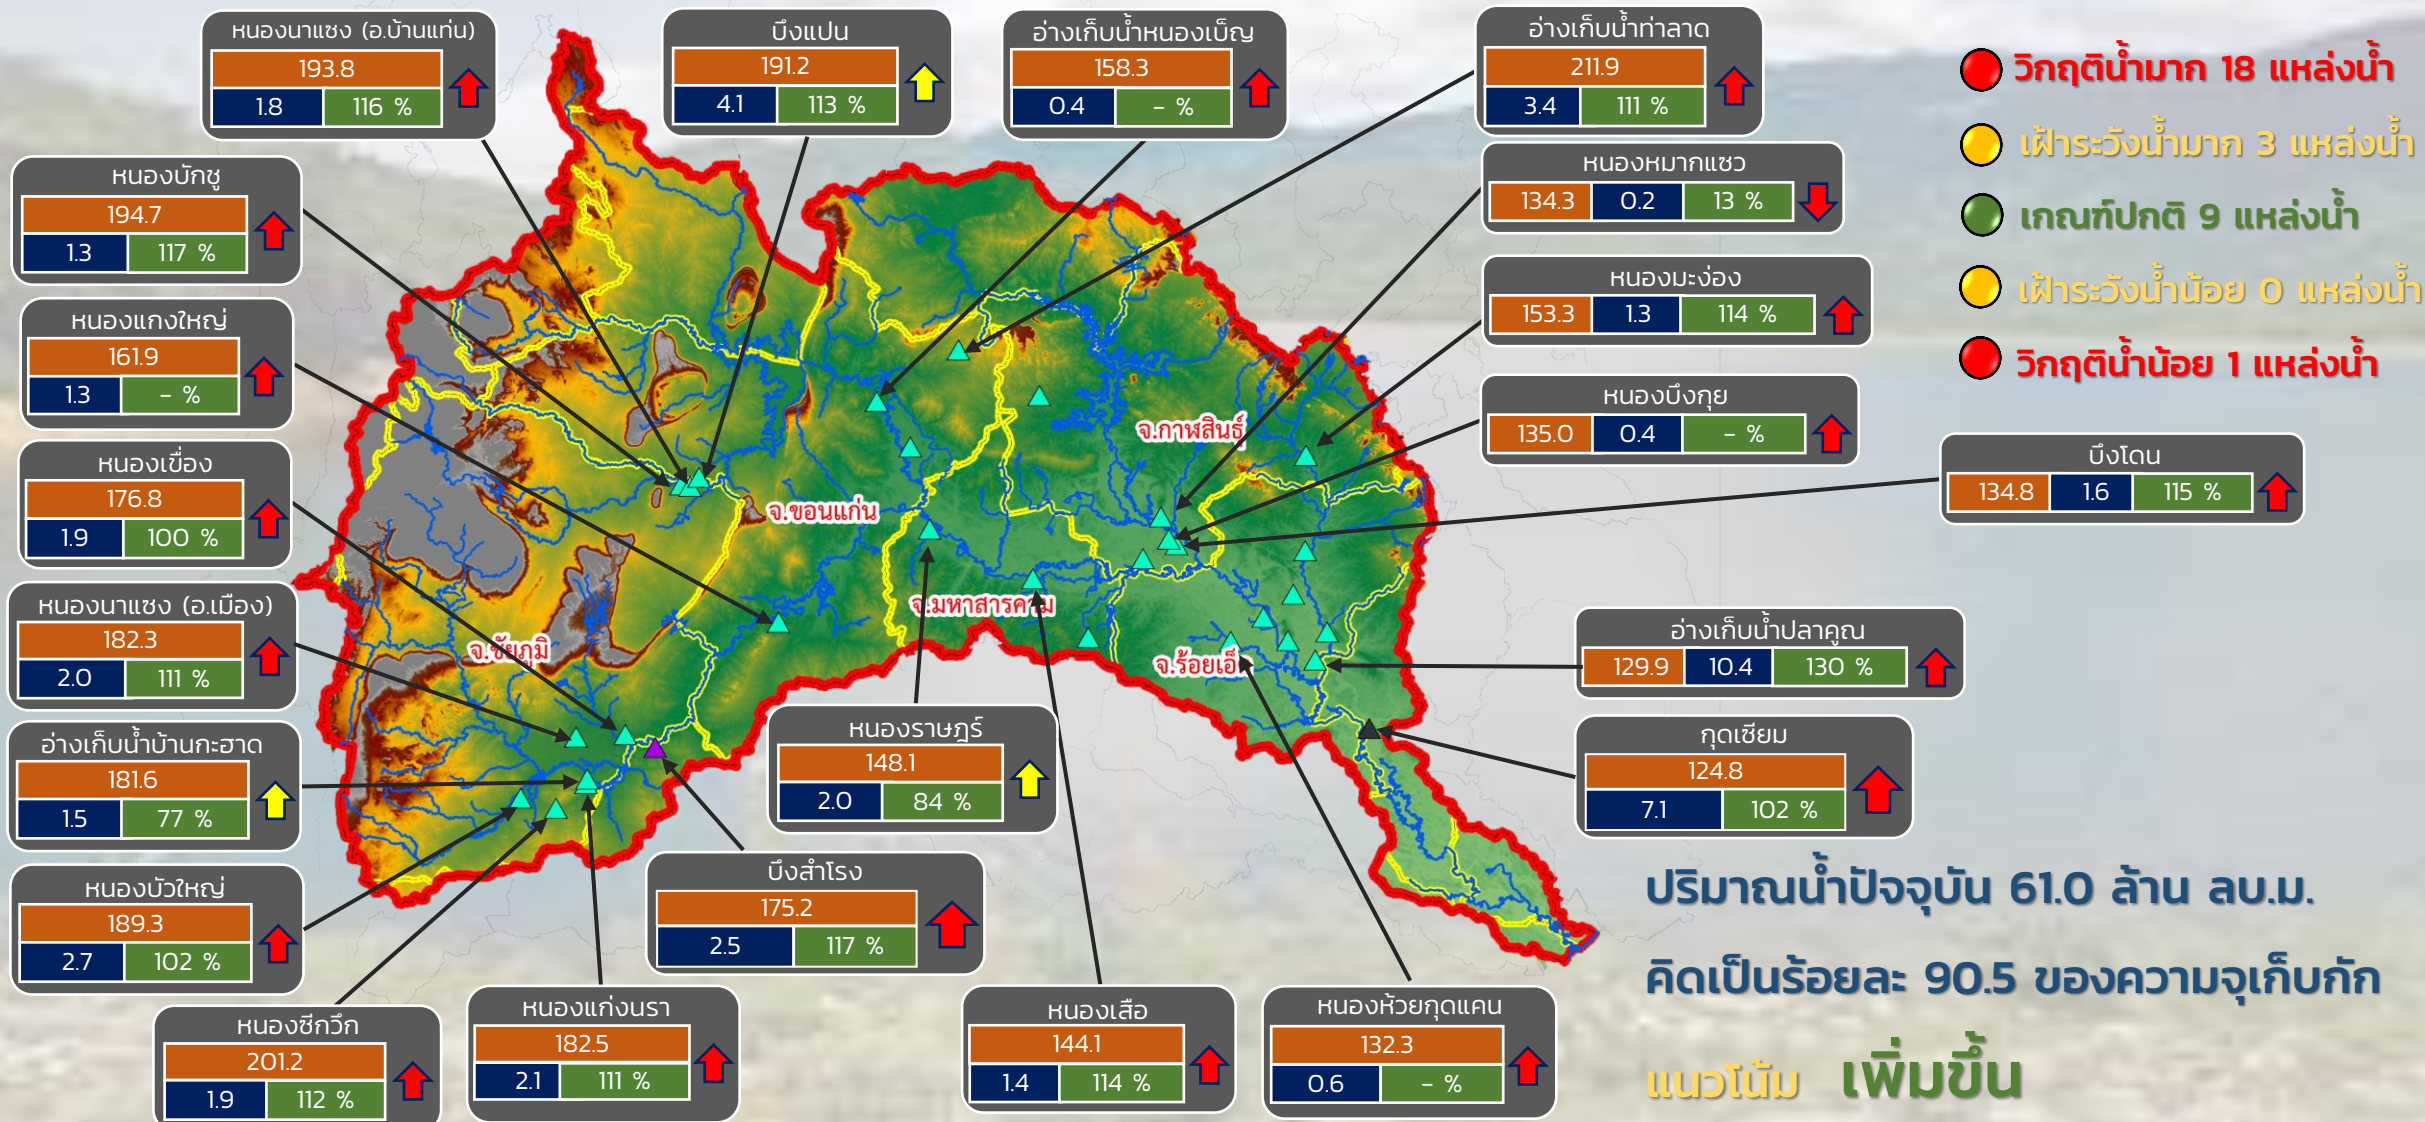 หนองนาแซง (อ.บ้านแท่น)
193.8
1.8 116 %
บึงแปน
191.2
4.1 113 %
อ่างเก็บน้ำหนองเบ็ญ
158.3
0.4 - %
อ่างเก็บน้ำท่าลาด
211.9
3.4 111 %
วิกฤติน้ำมาก 18 แหล่งน้ำ
เฝ้าระวังน้ำมาก 3 แหล่งน้ำ
เกณฑ์ปกติ 9 แหล่งน้ำ
เฝ้าระวังน้ำน้อย 0 แหล่งน้ำ
วิกฤติน้ำน้อย 1 แหล่งน้ำ
หนองบักชู
194.7
1.3 117 %
หนองหมากแซว
134.3 0.2 13 %
หนองแกงใหญ่
161.9
1.3 - %
หนองมะง่อง
153.3 1.3 114 %
หนองบึงกุย
135.0 0.4 - %
หนองเขื่อง
176.8
1.9 100 %
บึงโดน
134.8 1.6 115 %
จ.กาฬสินธุ์
จ.ขอนแก่น
จ.มหาสารคาม
จ.ชัยภูมิ
จ.ร้อยเอ็
หนองนาแซง (อ.เมือง)
182.3
2.0 111 %
อ่างเก็บน้ำปลาคูณ
129.9 10.4 130 %
อ่างเก็บน้ำบ้านกะฮาด
181.6
1.5 77 %
หนองราษฎร์
148.1
2.0 84 %
กุดเซียม
124.8
7.1 102 %
หนองบัวใหญ่
189.3
2.7 102 %
บึงสำโรง
175.2
2.5 117 %
หนองซีกวึก
201.2
1.9 112 %
หนองแก่งนรา
182.5
2.1 111 %
หนองเสือ
144.1
1.4 114 %
หนองห้วยกุดแคน
132.3
0.6 - %
ปริมาณน้ำปัจจุบัน 61.0 ล้าน ลบ.ม.
คิดเป็นร้อยละ 90.5 ของความจุเก็บกัก
แนวโน้ม เพิ่มขึ้น